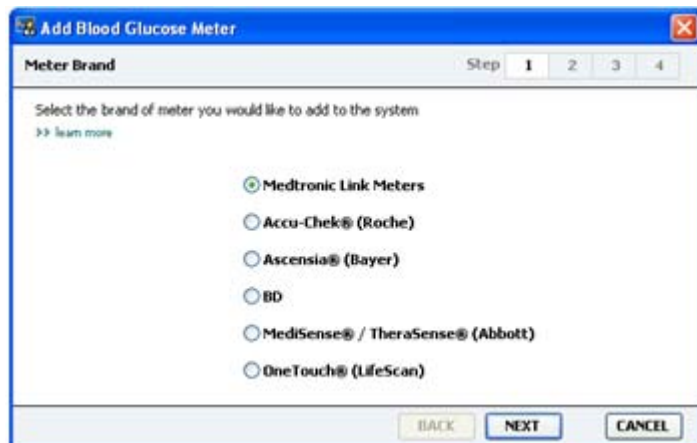 Add Blood Glucose Meter
Meter Brand Step 1 2 3 4
Select the brand of meter you would like to add to the system
>> learn more
Medtronic Link Meters
Accu-Chek® (Roche)
Ascensia® (Bayer)
BD
MediSense® / TheraSense® (Abbott)
OneTouch® (LifeScan)
BACK NEXT CANCEL